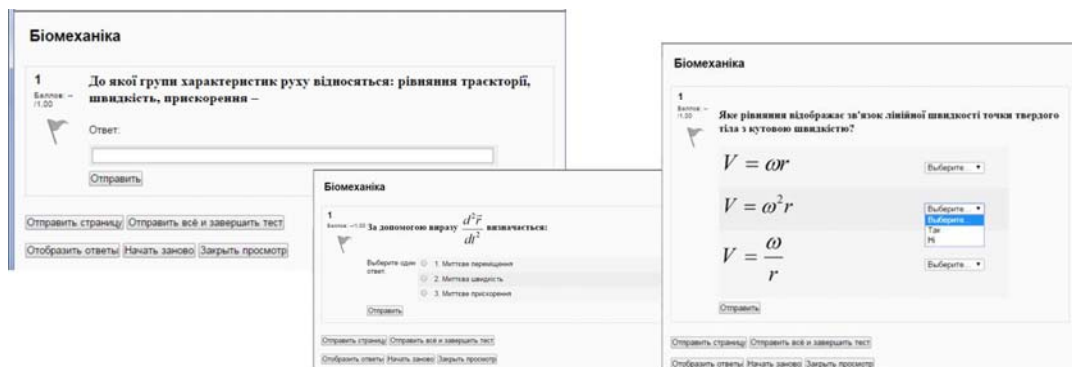 Біомеханіка
1
Баллов: –
/1.00
До якої групи характеристик руху відносяться: рівняння траєкторії,
швидкість, прискорення –
Ответ:
Отправить
Отправить страницу Отправить всё и завершить тест
Отобразить ответы Начать заново Закрыть просмотр
Біомеханіка
1
Баллов: –/1.00
За допомогою виразу d²r⃗/dt² визначається:
Выберите один
ответ.
1. Миттєве переміщення
2. Миттєва швидкість
3. Миттєве прискорення
Отправить
Отправить страницу Отправить всё и завершить тест
Отобразить ответы Начать заново Закрыть просмотр
Біомеханіка
1
Баллов: –
/1.00
Яке рівняння відображає зв'язок лінійної швидкості точки твердого
тіла з кутовою швидкістю?
V = ωr
Выберите...
V = ω²r
Выберите...
Выберите...
Так
Ні
V = ω/r
Выберите...
Отправить
Отправить страницу Отправить всё и завершить тест
Отобразить ответы Начать заново Закрыть просмотр